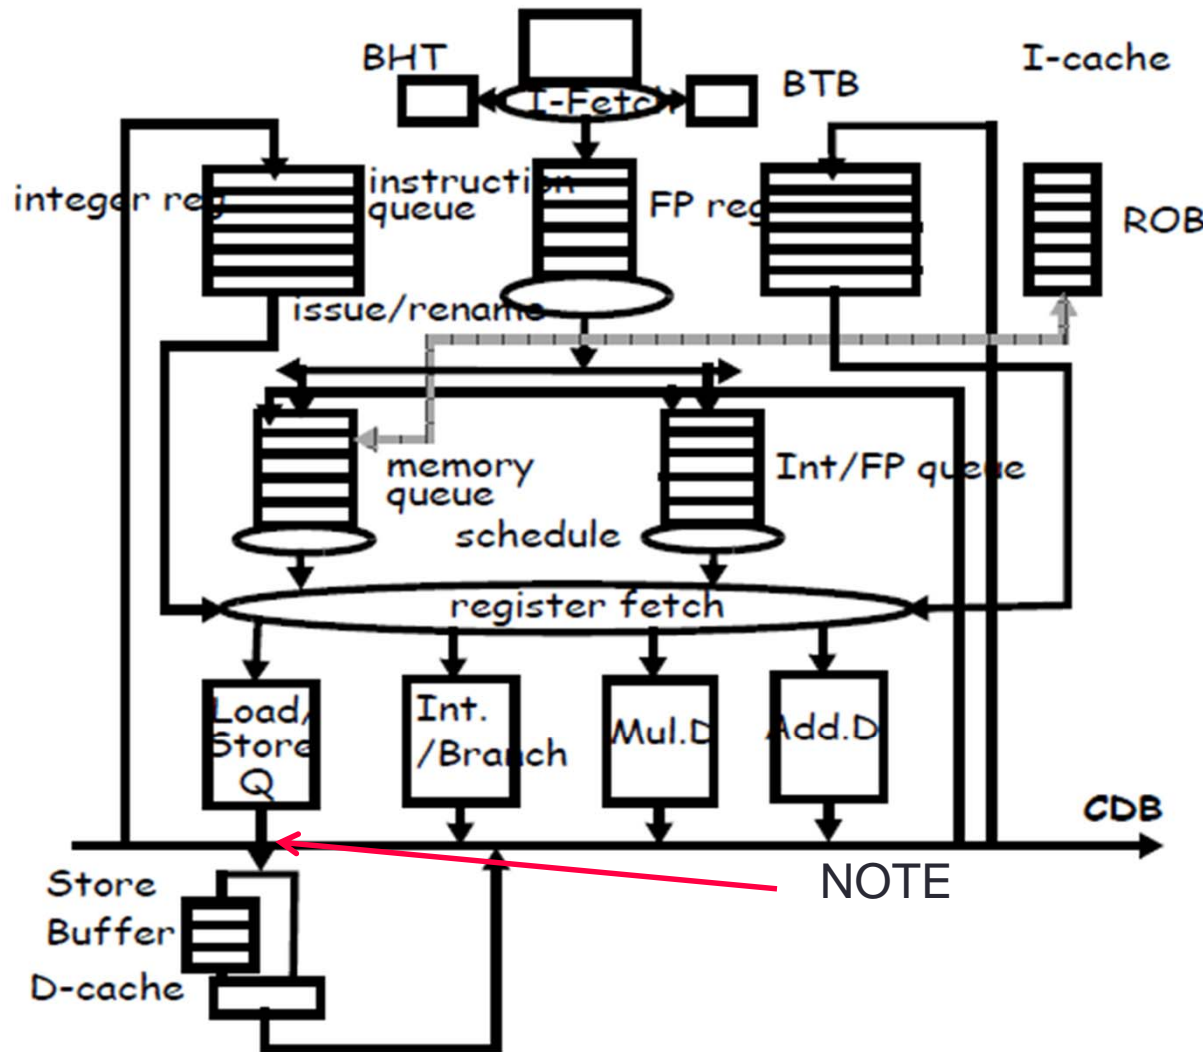 BHT
I-cache
BTB
I-Fetch
integer reg
instruction
queue
FP reg
ROB
issue/rename
memory
queue
Int/FP queue
schedule
register fetch
Load/
Store
Q
Int.
/Branch
Mul.D
Add.D
CDB
NOTE
Store
Buffer
D-cache